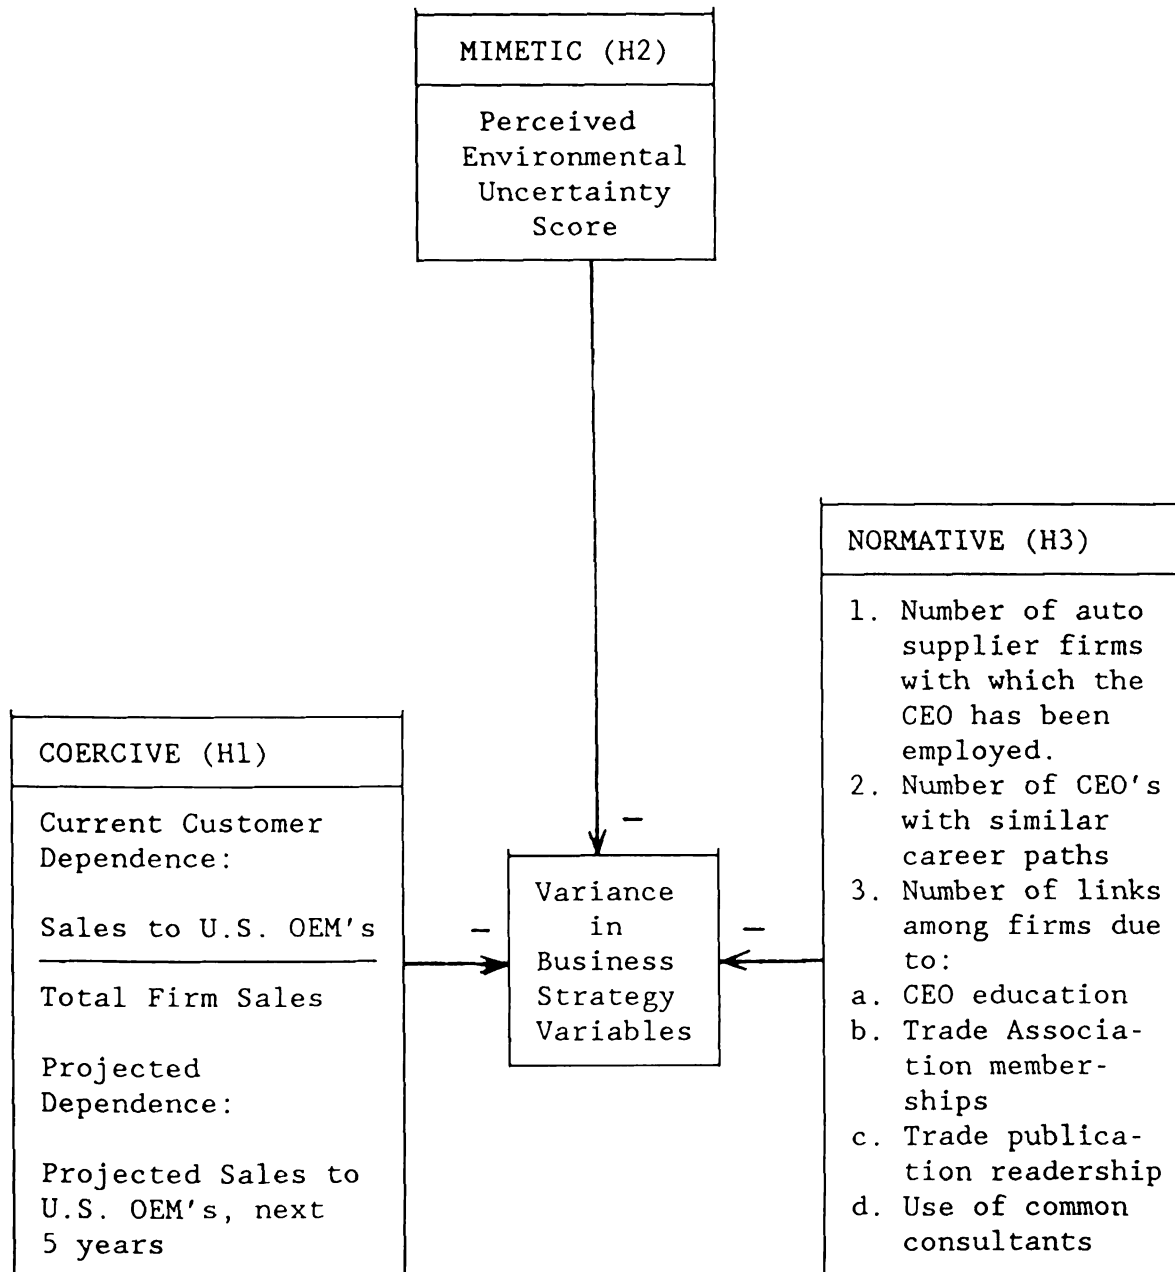 MIMETIC (H2)
Perceived
Environmental
Uncertainty
Score
NORMATIVE (H3)
1. Number of auto
supplier firms
with which the
CEO has been
employed.
2. Number of CEO's
with similar
career paths
3. Number of links
among firms due
to:
a. CEO education
b. Trade Associa-
tion member-
ships
c. Trade publica-
tion readership
d. Use of common
consultants
COERCIVE (H1)
Current Customer
Dependence:
Sales to U.S. OEM's
Total Firm Sales
Projected
Dependence:
Projected Sales to
U.S. OEM's, next
5 years
Variance
in
Business
Strategy
Variables
−
−
−